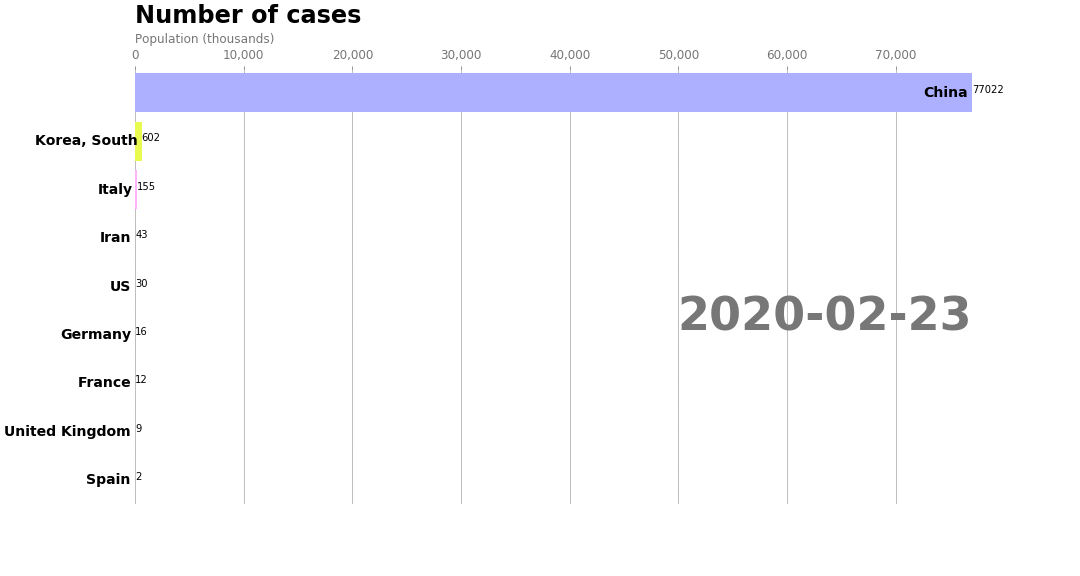 Number of cases
Population (thousands)
0 10,000 20,000 30,000 40,000 50,000 60,000 70,000
China 77022
Korea, South 602
Italy 155
Iran 43
US 30
2020-02-23
Germany 16
France 12
United Kingdom 9
Spain 2